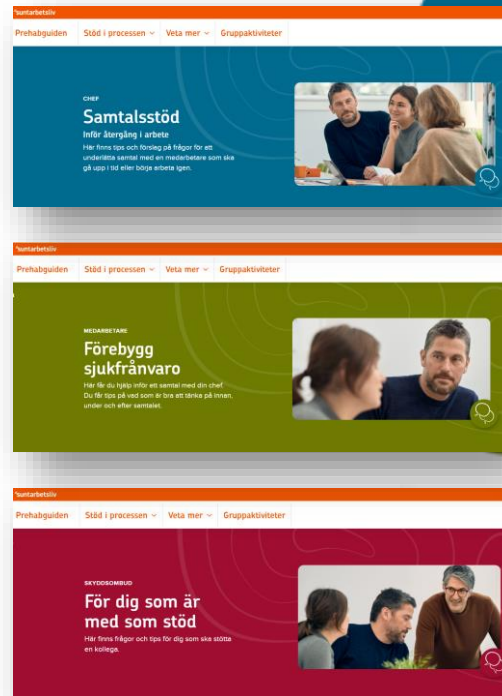 *suntarbetsliv
Prehabguiden Stöd i processen Veta mer Gruppaktiviteter
CHEF
Samtalsstöd
Inför återgång i arbete
Här finns tips och förslag på frågor för att
underlätta samtal med en medarbetare som ska
gå upp i tid eller börja arbeta igen.
*suntarbetsliv
Prehabguiden Stöd i processen Veta mer Gruppaktiviteter
MEDARBETARE
Förebygg
sjukfrånvaro
Här får du hjälp inför ett samtal med din chef.
Du får tips på vad som är bra att tänka på innan,
under och efter samtalet.
*suntarbetsliv
Prehabguiden Stöd i processen Veta mer Gruppaktiviteter
SKYDDSOMBUD
För dig som är
med som stöd
Här finns frågor och tips för dig som ska stötta
en kollega.